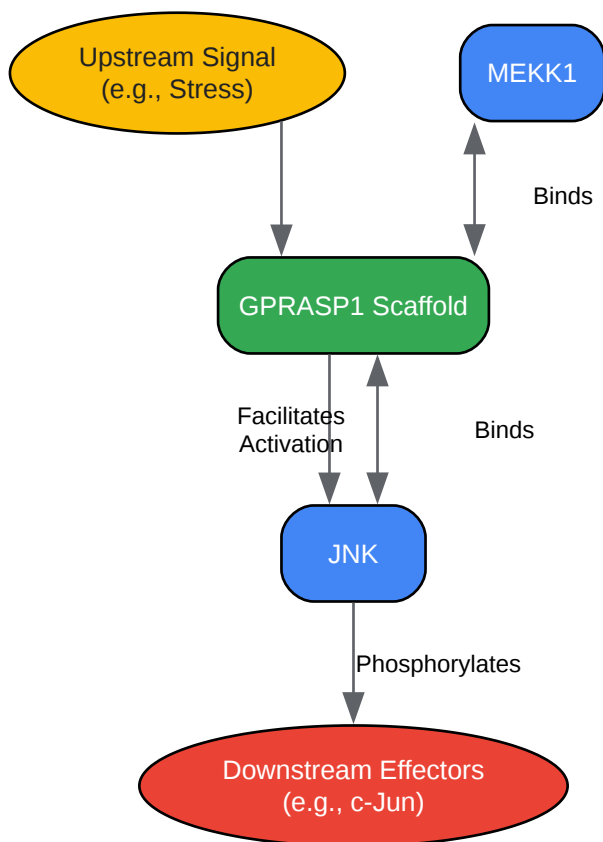 Upstream Signal
(e.g., Stress)
MEKK1
Binds
GPRASP1 Scaffold
Facilitates
Activation
Binds
JNK
Phosphorylates
Downstream Effectors
(e.g., c-Jun)